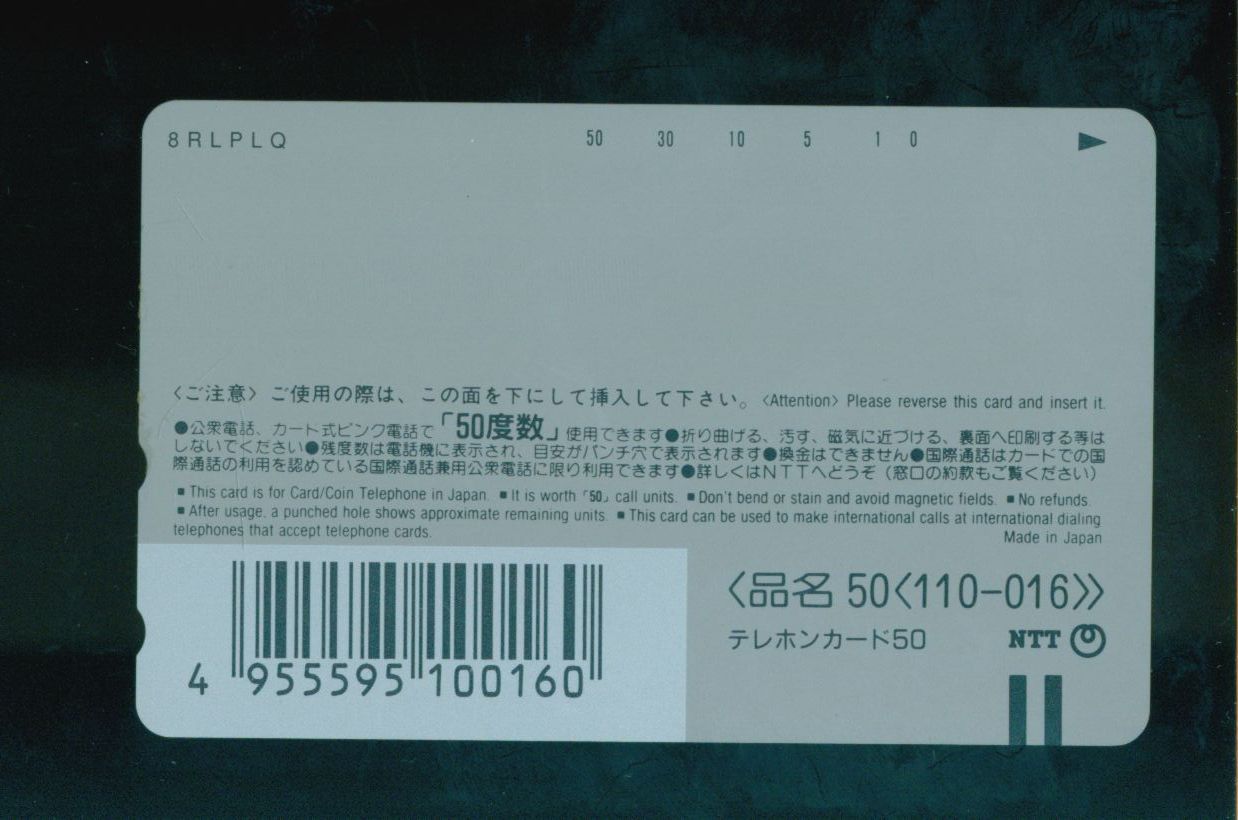 8RLPLQ 50 30 10 5 1 0
〈ご注意〉 ご使用の際は、この面を下にして挿入して下さい。〈Attention〉 Please reverse this card and insert it.
●公衆電話、カード式ピンク電話で「50度数」使用できます●折り曲げる、汚す、磁気に近づける、裏面へ印刷する等は
しないでください●残度数は電話機に表示され、目安がパンチ穴で表示されます●換金はできません●国際通話はカードでの国
際通話の利用を認めている国際通話兼用公衆電話に限り利用できます●詳しくはNTTへどうぞ（窓口の約款もご覧ください）
■ This card is for Card/Coin Telephone in Japan. ■ It is worth「50」call units. ■ Don't bend or stain and avoid magnetic fields. ■ No refunds.
■ After usage, a punched hole shows approximate remaining units. ■ This card can be used to make international calls at international dialing
telephones that accept telephone cards.
Made in Japan
〈品名 50〈110-016〉〉
テレホンカード50 NTT
4 955595 100160